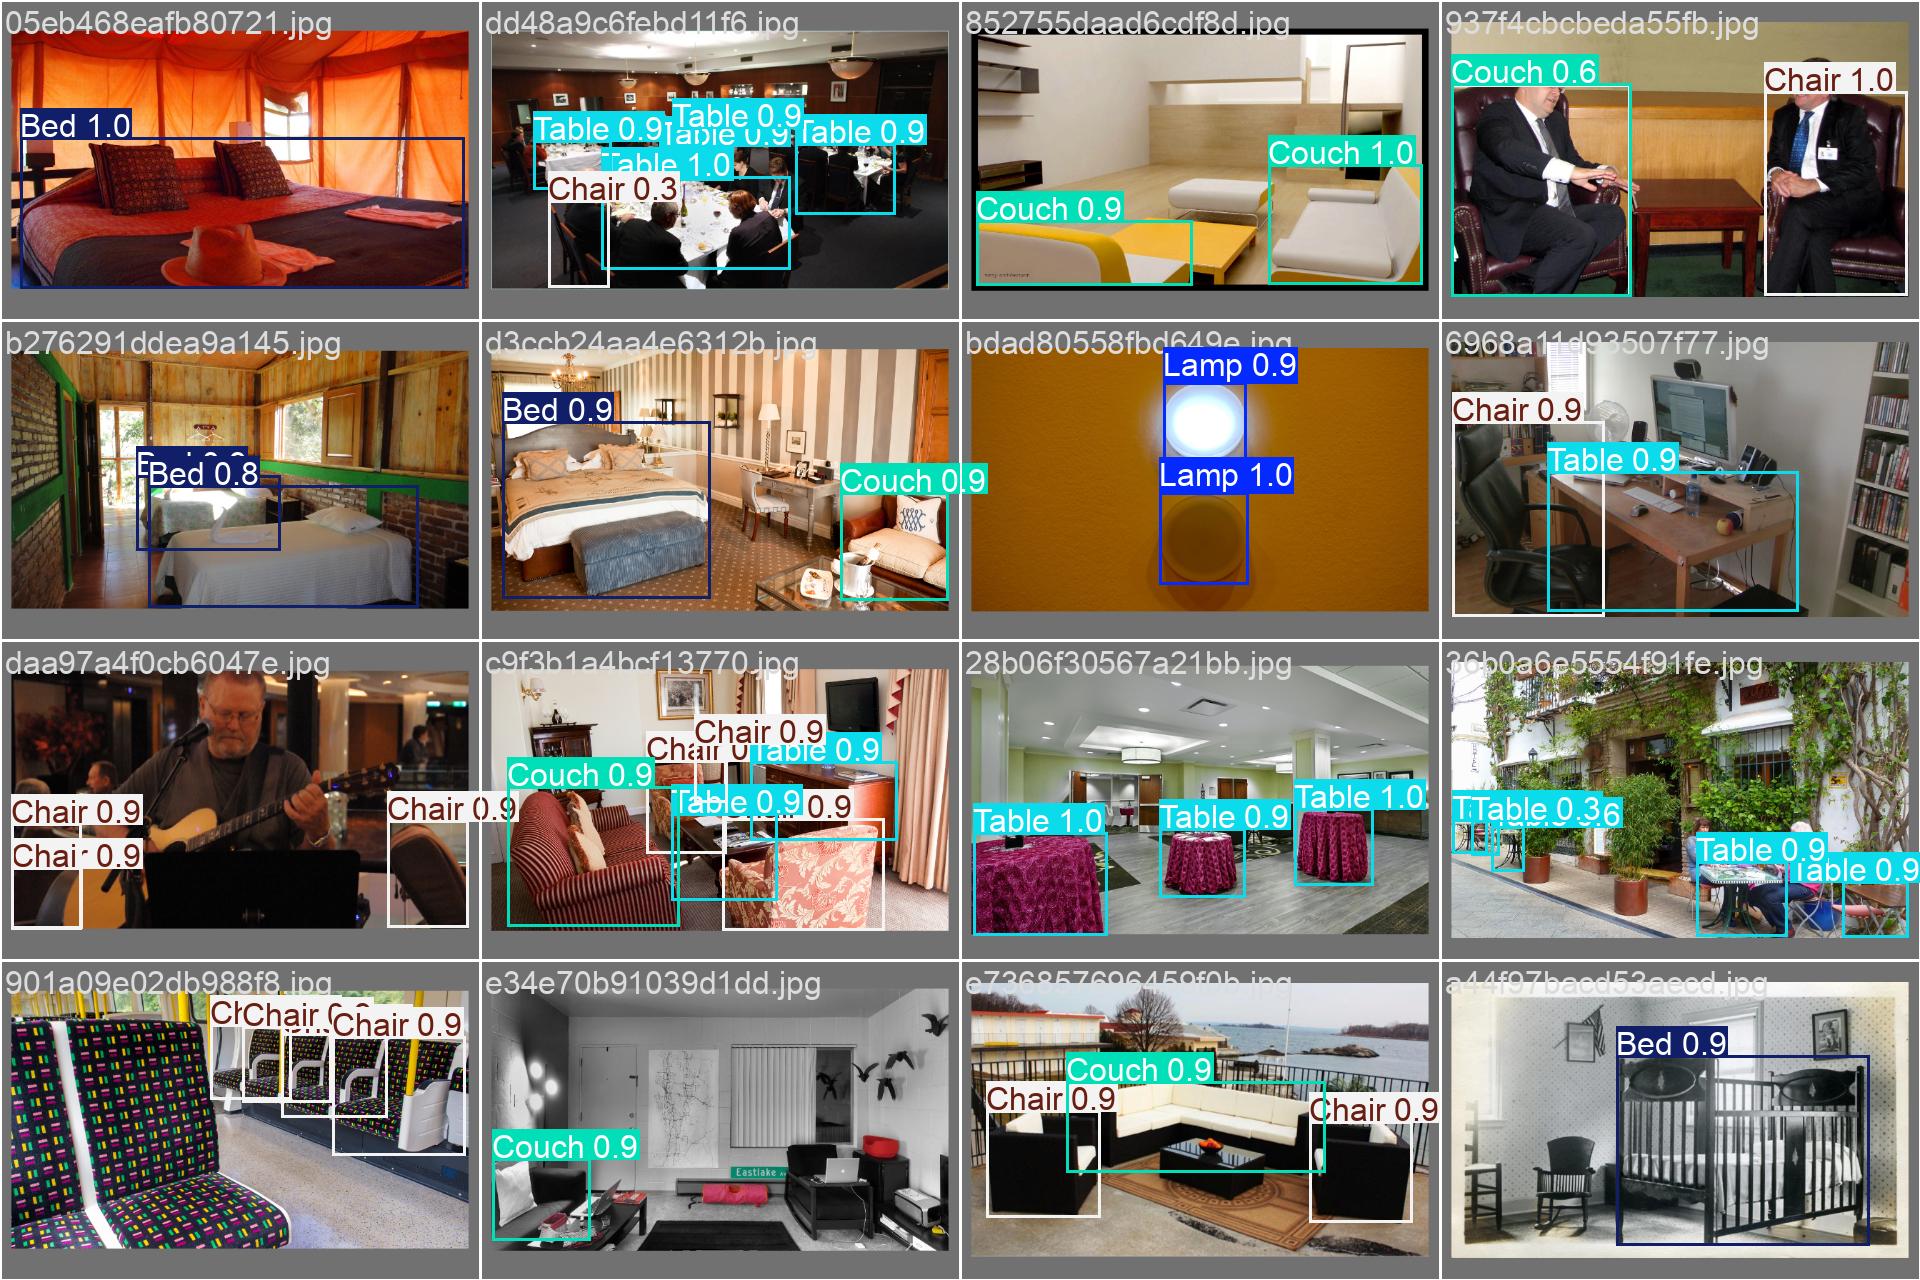 05eb468eafb80721.jpg
Bed 1.0
dd48a9c6febd11f6.jpg
Table 0.9
Table 0.9
Table 0.9
Table 0.9
Table 1.0
Chair 0.3
852755daad6cdf8d.jpg
Couch 1.0
Couch 0.9
937f4cbcbeda55fb.jpg
Couch 0.6
Chair 1.0
b276291ddea9a145.jpg
Bed 0.8
d3ccb24aa4e6312b.jpg
Bed 0.9
Couch 0.9
bdad80558fbd649e.jpg
Lamp 0.9
Lamp 1.0
6968a11d93507f77.jpg
Chair 0.9
Table 0.9
daa97a4f0cb6047e.jpg
Chair 0.9
Chair 0.9
Chair 0.9
c9f3b1a4bcf13770.jpg
Chair 0.9
Chair 0
Table 0.9
Couch 0.9
Table 0.9
0.9
28b06f30567a21bb.jpg
Table 1.0
Table 0.9
Table 1.0
36b0a6e5554f91fe.jpg
Table 0.3
6
Table 0.9
Table 0.9
901a09e02db988f8.jpg
Chair 0.9
Chair 0.9
e34e70b91039d1dd.jpg
Couch 0.9
Eastlake
e736857696459f0b.jpg
Couch 0.9
Chair 0.9
Chair 0.9
a44f97bacd53aecd.jpg
Bed 0.9